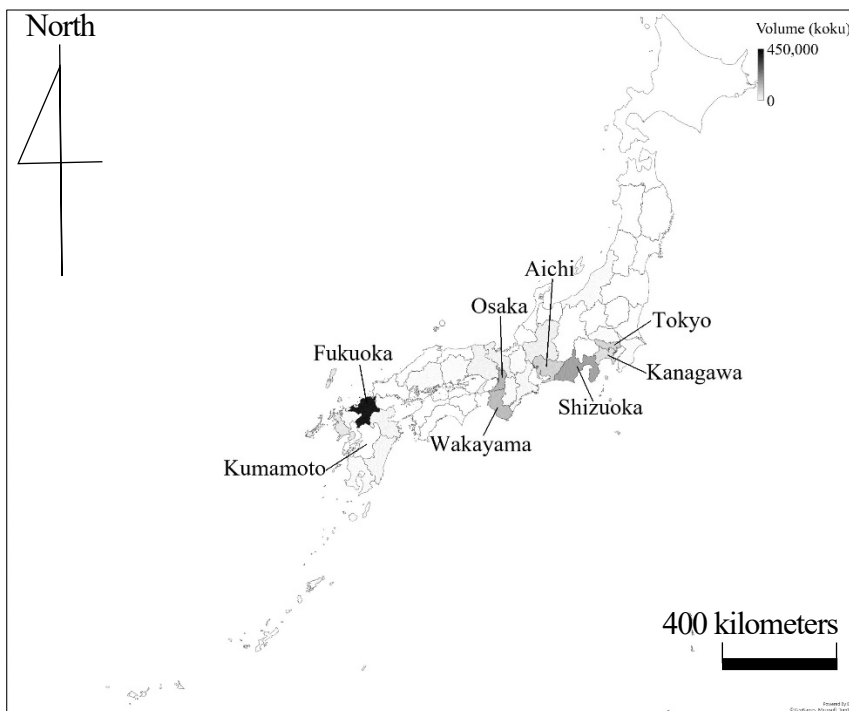 North
Volume (koku)
450,000
0
Aichi
Osaka
Tokyo
Fukuoka
Kanagawa
Shizuoka
Wakayama
Kumamoto
400 kilometers